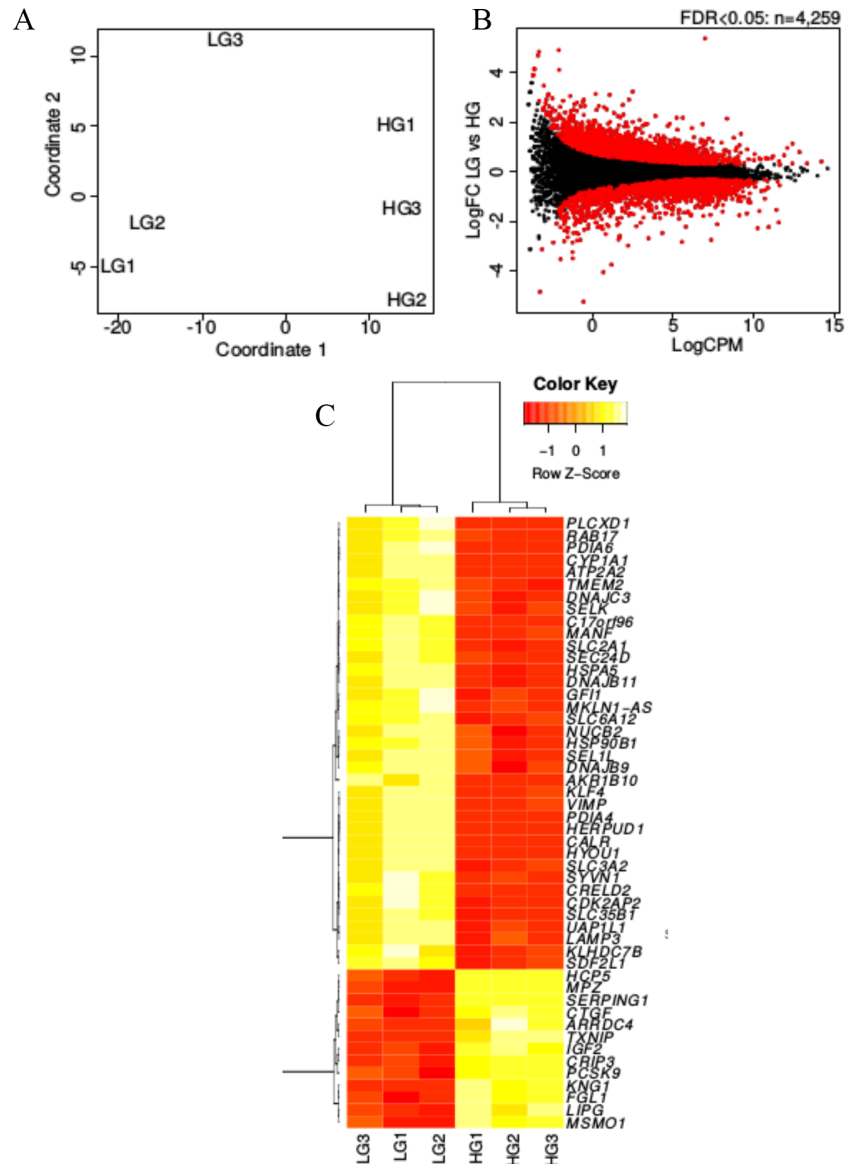 A
LG3
HG1
HG3
LG2
LG1
HG2
10
5
0
-5
Coordinate 2
-20
-10
0
10
Coordinate 1
B
FDR<0.05: n=4,259
4
2
0
-2
-4
LogFC LG vs HG
0
5
10
15
LogCPM
C
Color Key
−1
0
1
Row Z−Score
PLCXD1
RAB17
PDIA6
CYP1A1
ATP2A2
TMEM2
DNAJC3
SELK
C17orf96
MANF
SLC2A1
SEC24D
HSPA5
DNAJB11
GFI1
MKLN1−AS
SLC6A12
NUCB2
HSP90B1
SEL1L
DNAJB9
AKR1B10
KLF4
VIMP
PDIA4
HERPUD1
CALR
HYOU1
SLC3A2
SYVN1
CRELD2
CDK2AP2
SLC35B1
UAP1L1
LAMP3
KLHDC7B
SDF2L1
HCP5
MPZ
SERPING1
CTGF
ARRDC4
TXNIP
IGF2
CRIP3
PCSK9
KNG1
FGL1
LIPG
MSMO1
LG3
LG1
LG2
HG1
HG2
HG3